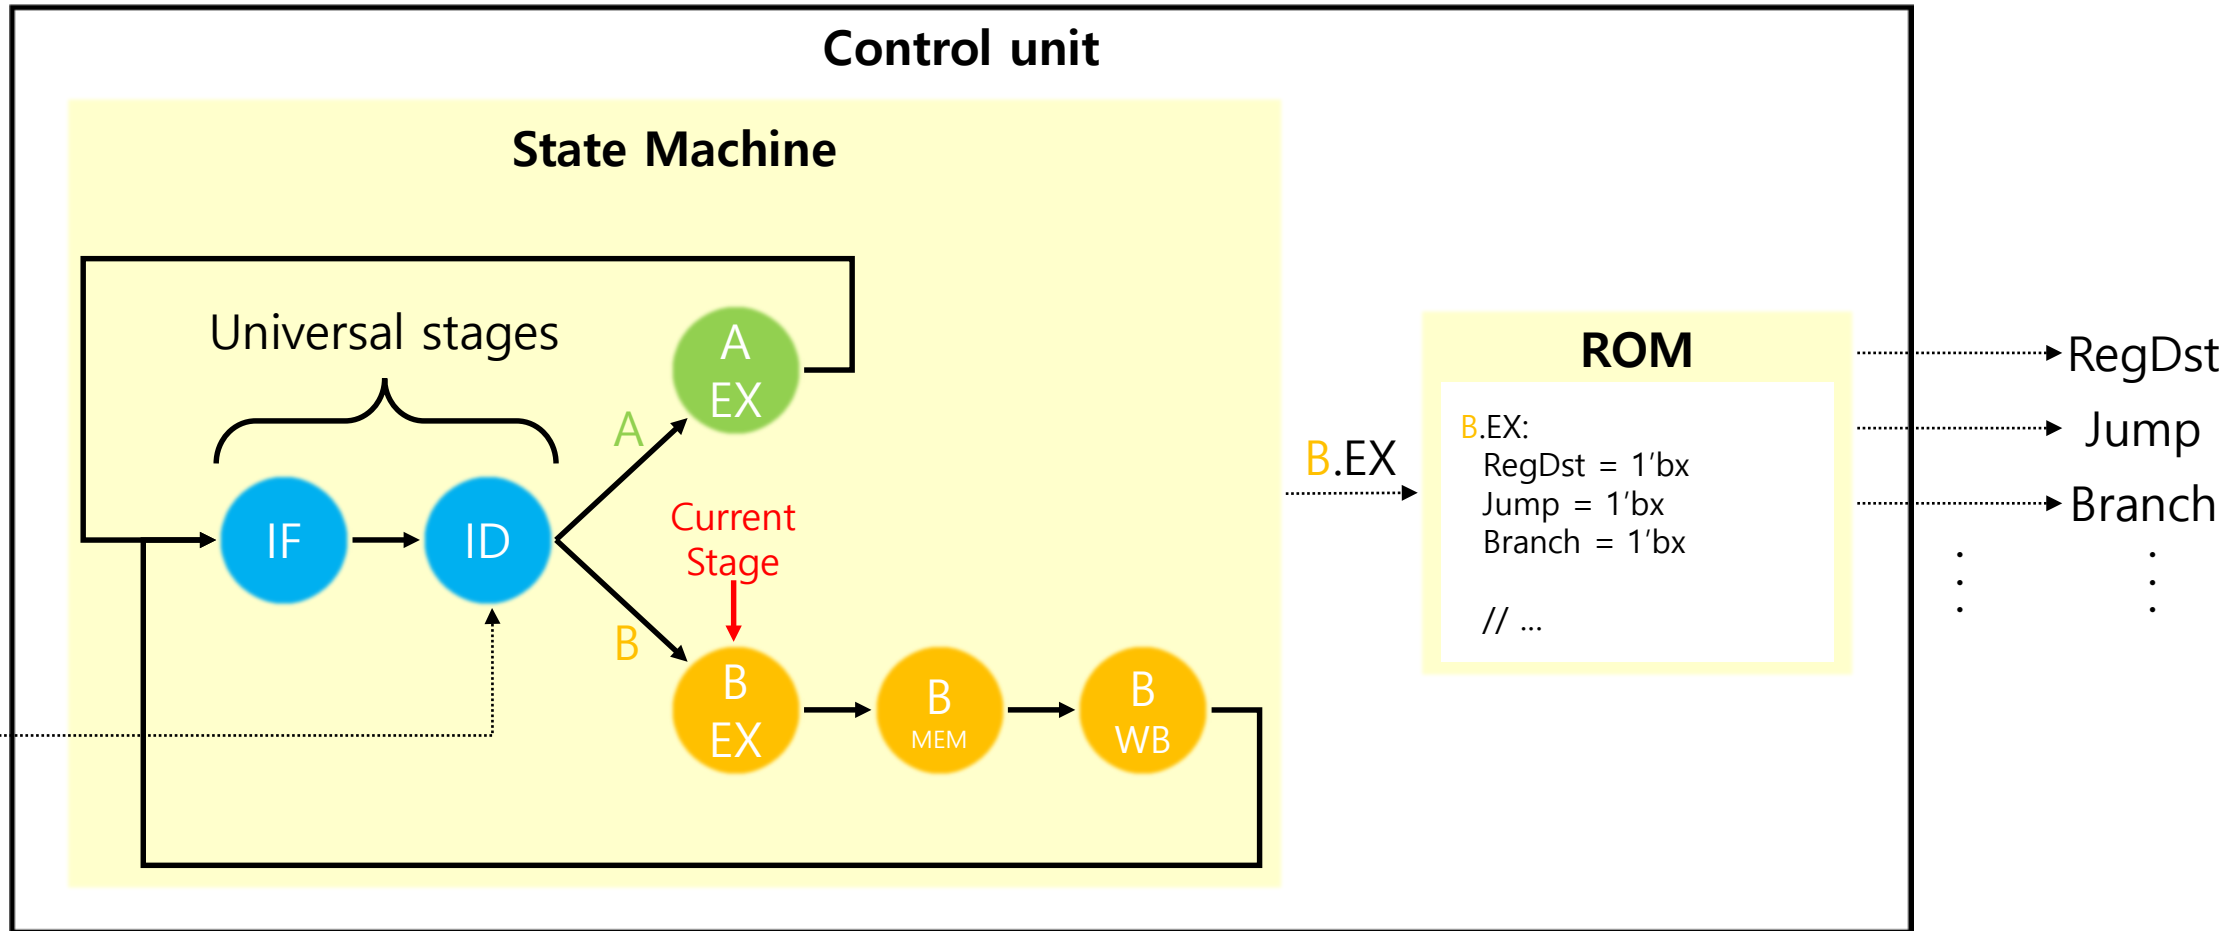 Control unit
State Machine
Universal stages
A
EX
A
IF
ID
Current
Stage
B
B
EX
B
MEM
B
WB
B.EX
ROM
B.EX:
RegDst = 1'bx
Jump = 1'bx
Branch = 1'bx
// ...
RegDst
Jump
Branch